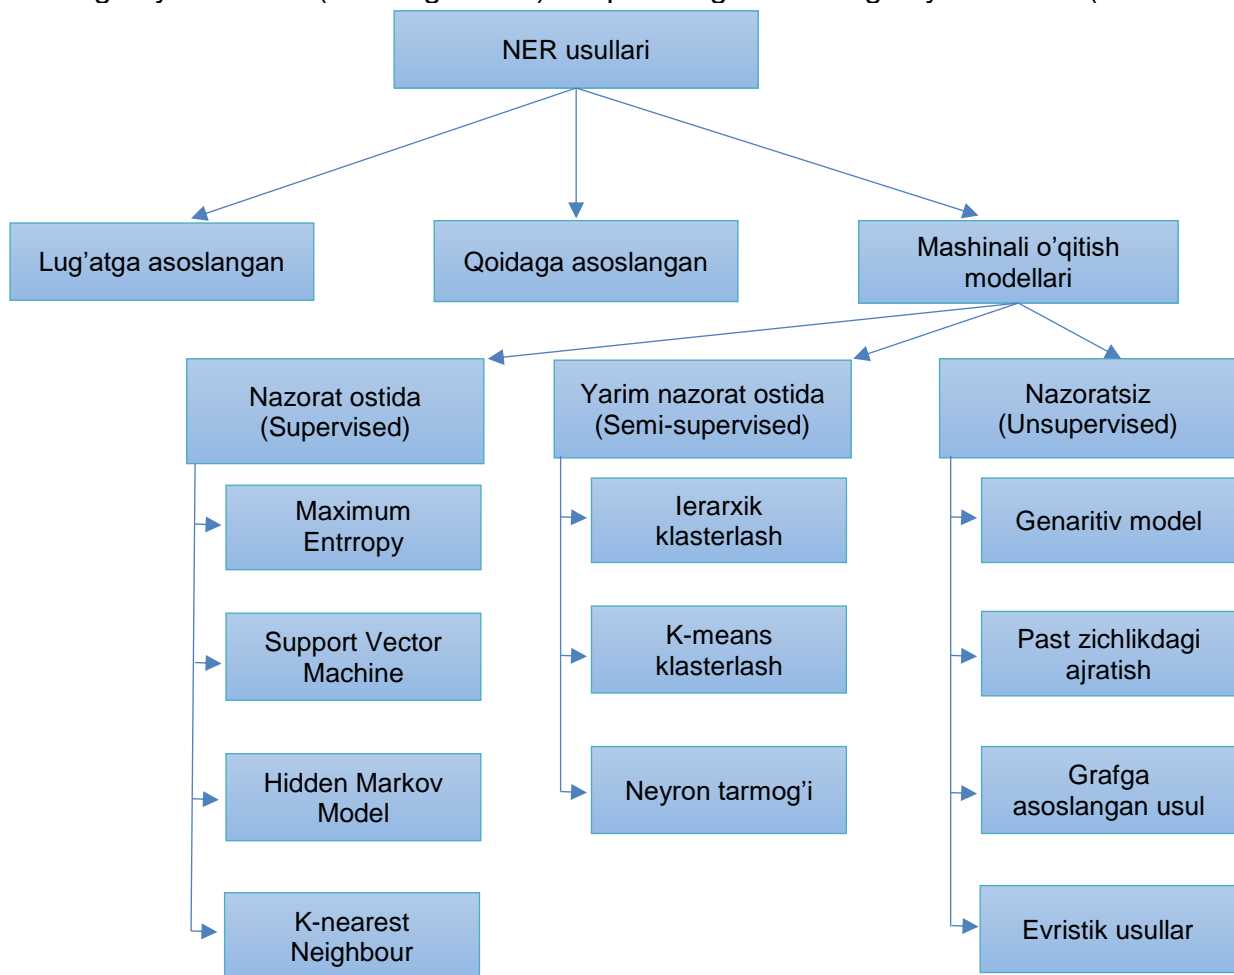 NER usullari
Lug’atga asoslangan
Qoidaga asoslangan
Mashinali o’qitish
modellari
Nazorat ostida
(Supervised)
Yarim nazorat ostida
(Semi-supervised)
Nazoratsiz
(Unsupervised)
Maximum
Entrropy
Support Vector
Machine
Hidden Markov
Model
K-nearest
Neighbour
Ierarxik
klasterlash
K-means
klasterlash
Neyron tarmog’i
Genaritiv model
Past zichlikdagi
ajratish
Grafga
asoslangan usul
Evristik usullar